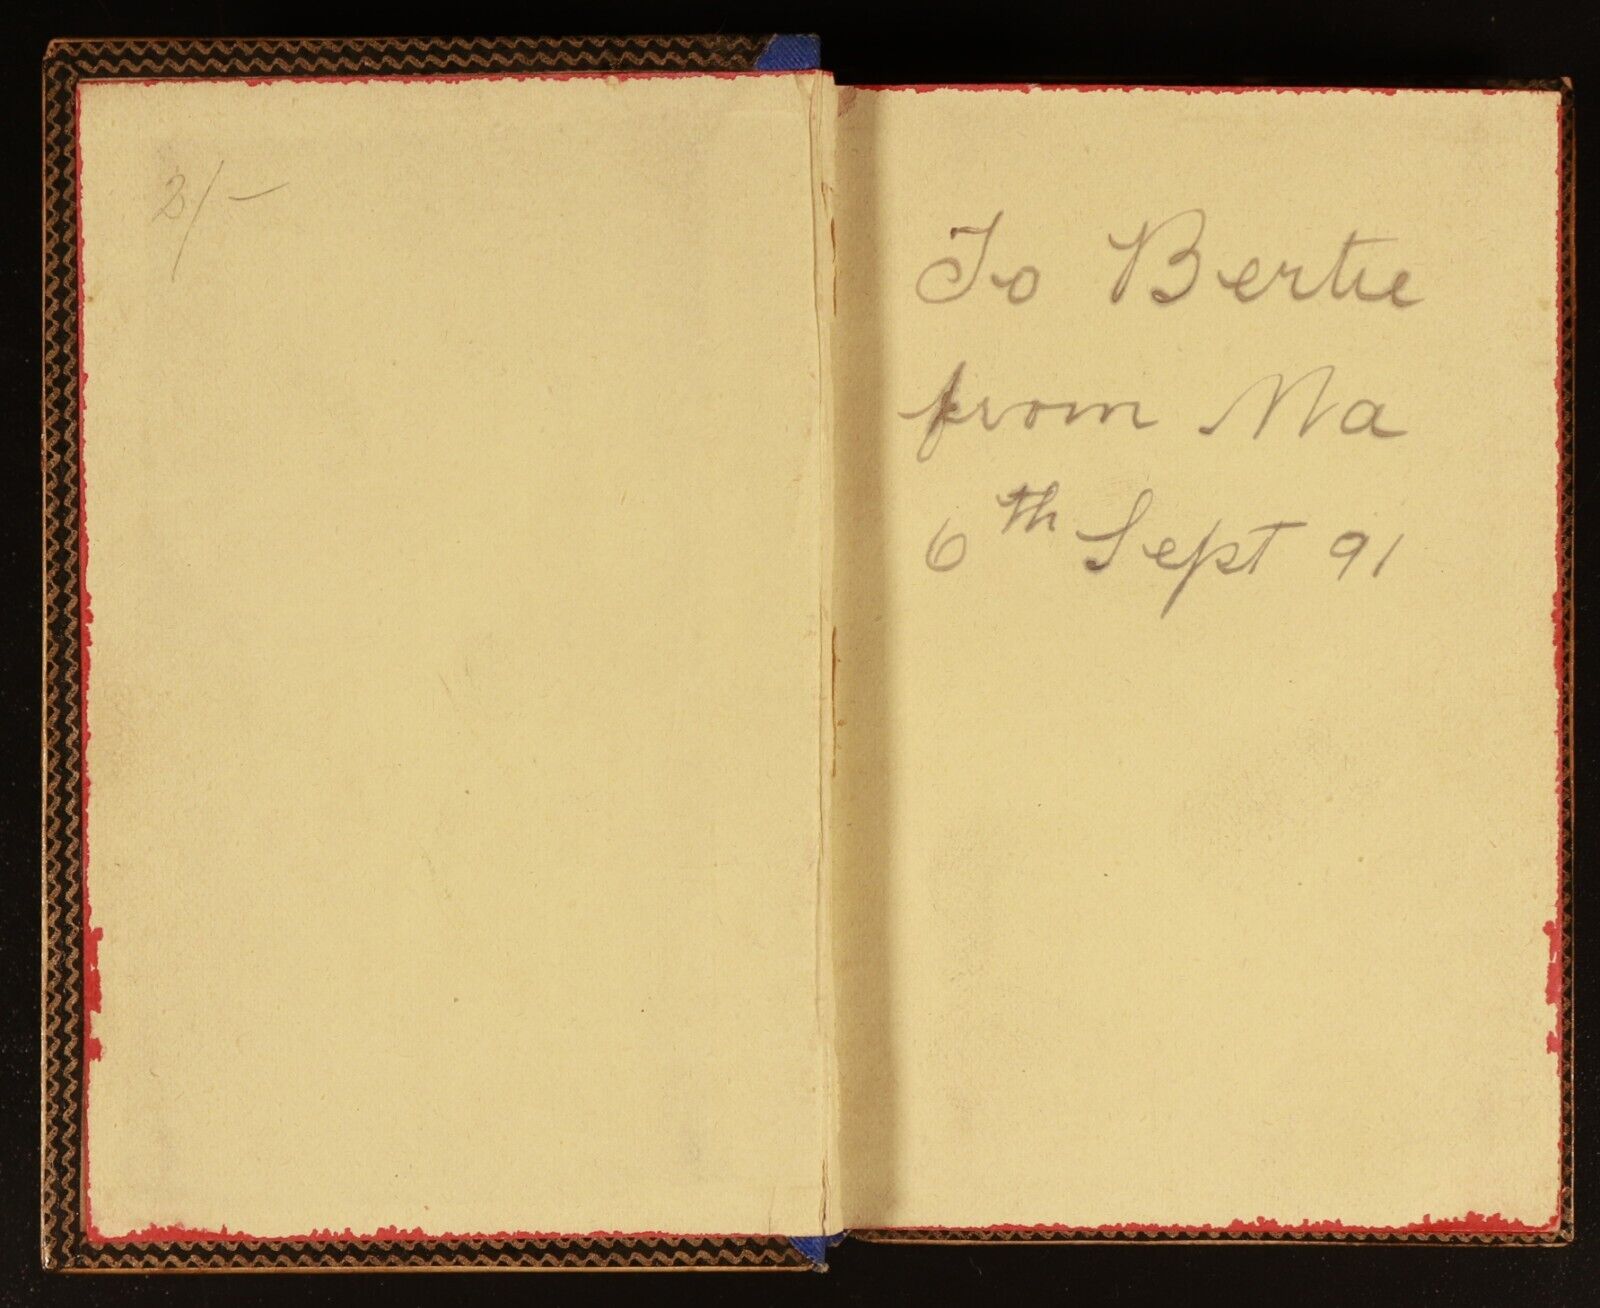 2/-
To Bertie
from Ma
6th Sept 91